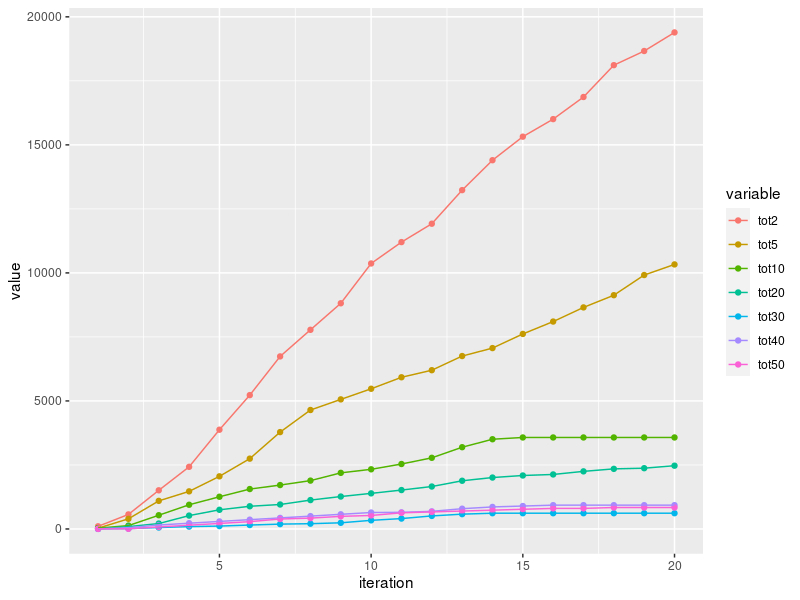 20000
15000
10000
5000
0
value
5
10
15
20
iteration
variable
tot2
tot5
tot10
tot20
tot30
tot40
tot50